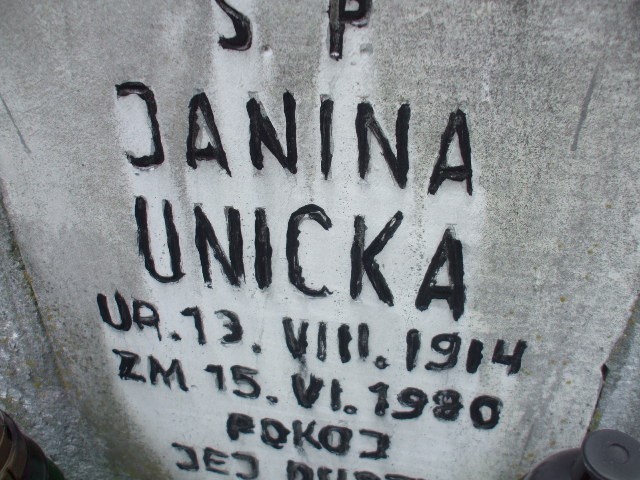 S P
JANINA
UNICKA
UR. 13. VIII. 1914
ZM 15. VI. 1980
POKOJ
JEJ